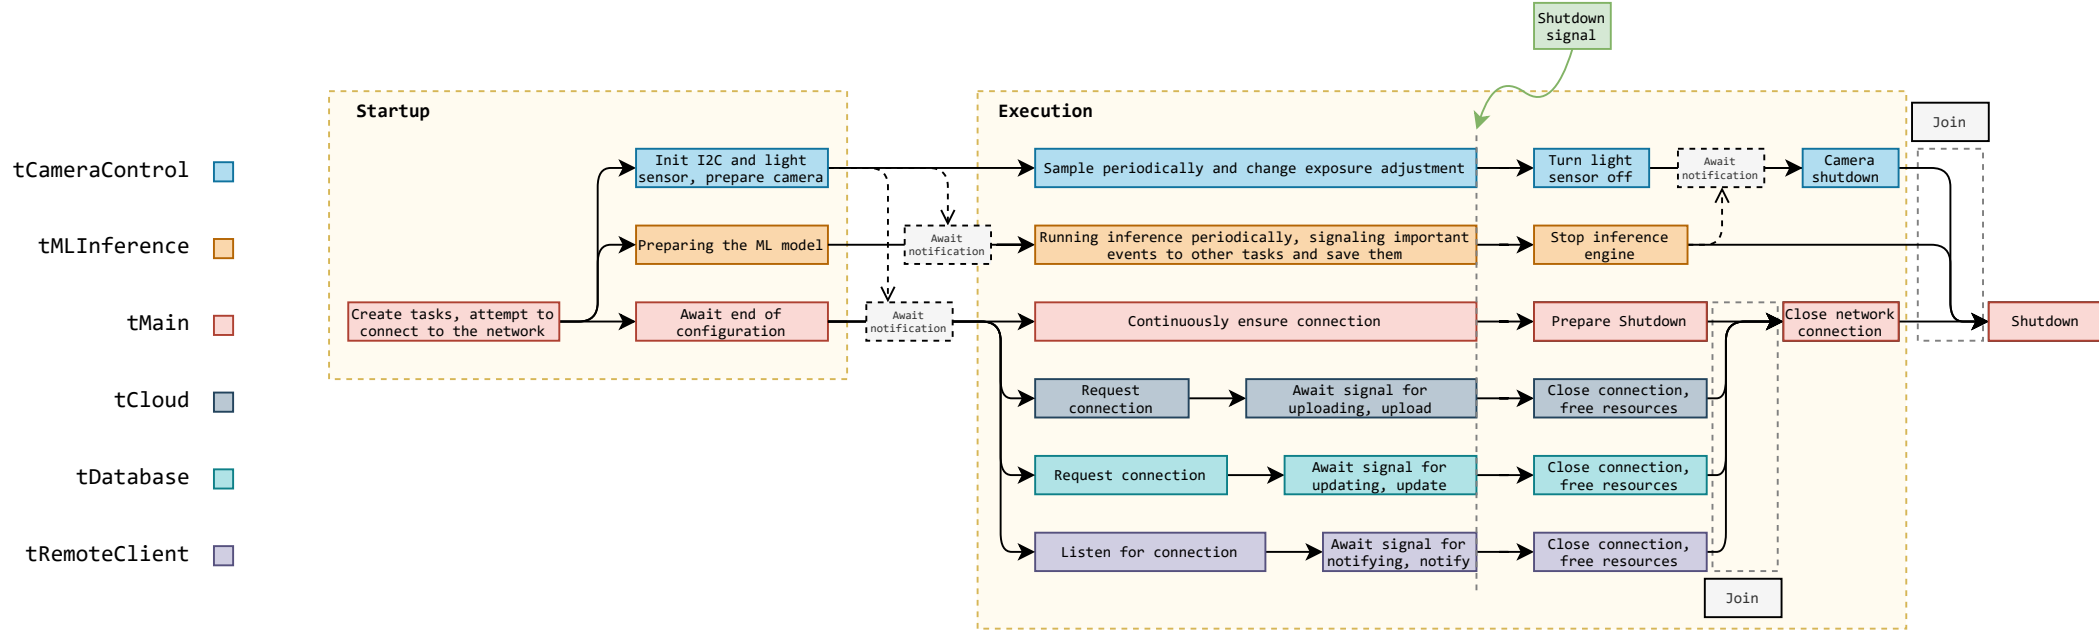 Shutdown
signal
Startup
Execution
Join
tCameraControl
Init I2C and light
sensor, prepare camera
Sample periodically and change exposure adjustment
Turn light
sensor off
Await
notification
Camera
shutdown
tMLInference
Preparing the ML model
Await
notification
Running inference periodically, signaling important
events to other tasks and save them
Stop inference
engine
tMain
Create tasks, attempt to
connect to the network
Await end of
configuration
Await
notification
Continuously ensure connection
Prepare Shutdown
Close network
connection
Shutdown
tCloud
Request
connection
Await signal for
uploading, upload
Close connection,
free resources
tDatabase
Request connection
Await signal for
updating, update
Close connection,
free resources
tRemoteClient
Listen for connection
Await signal for
notifying, notify
Close connection,
free resources
Join